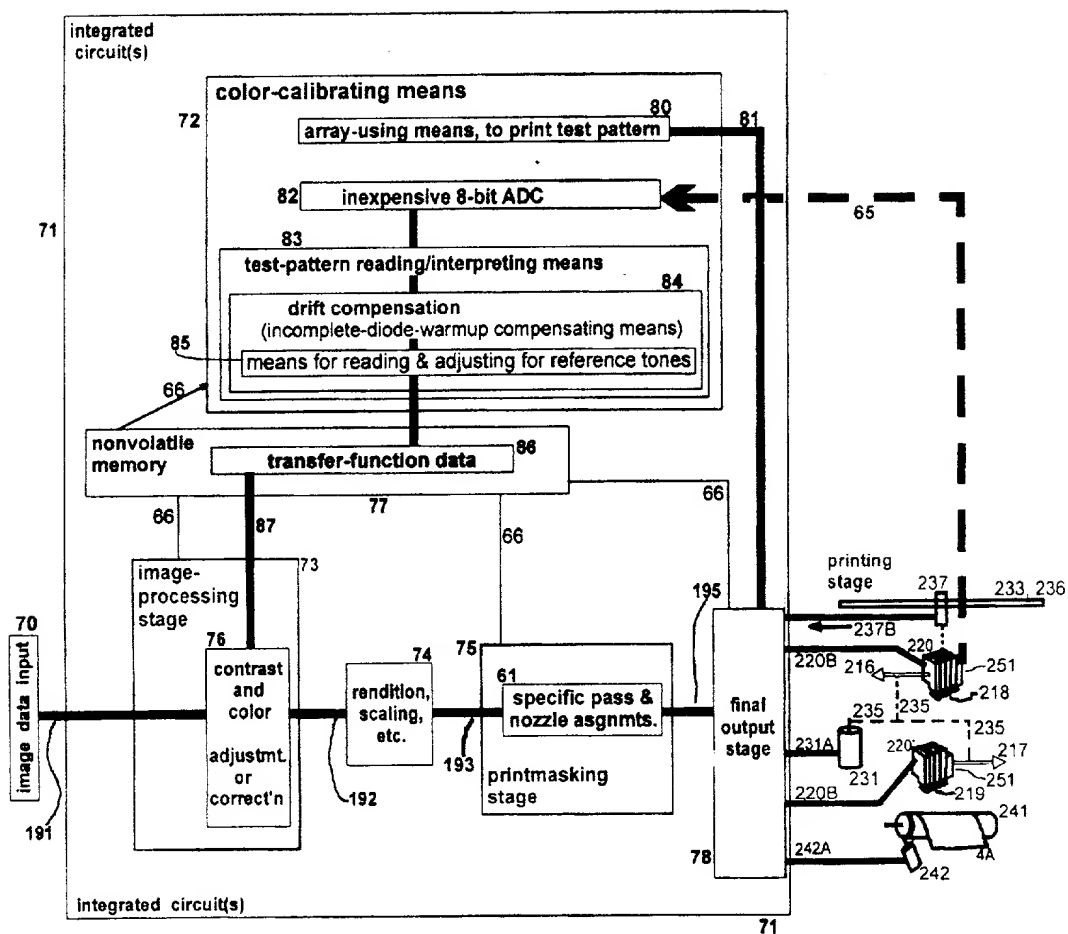 integrated
circuit(s)
color-calibrating means
72
80
array-using means, to print test pattern
81
82
inexpensive 8-bit ADC
65
71
83
test-pattern reading/interpreting means
84
drift compensation
(incomplete-diode-warmup compensating means)
85
means for reading & adjusting for reference tones
66
nonvolatile
memory
transfer-function data
86
77
66
87
66
66
image-
processing
stage
73
printing
stage
237
233,
236
195
237B
70
image data input
76
contrast
and
color
adjustmt.
or
correct'n
74
rendition,
scaling,
etc.
75
61
specific pass &
nozzle asgnmts.
printmasking
stage
final
output
stage
220B
220
216
251
218
235
235
235
231A
231
220
217
251
219
220B
191
192
193
78
242A
241
4A
242
integrated circuit(s)
71